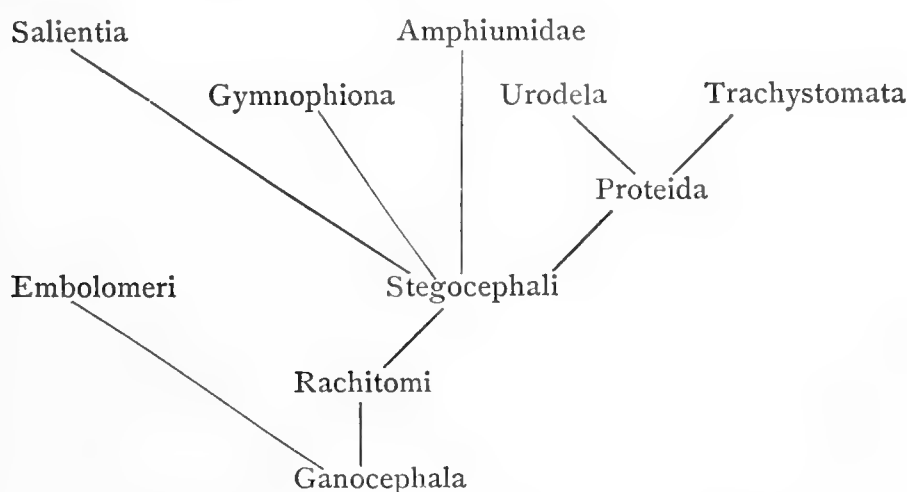 Salientia
Amphiumidae
Gymnophiona
Urodela
Trachystomata
Proteida
Embolomeri
Stegocephali
Rachitomi
Ganocephala